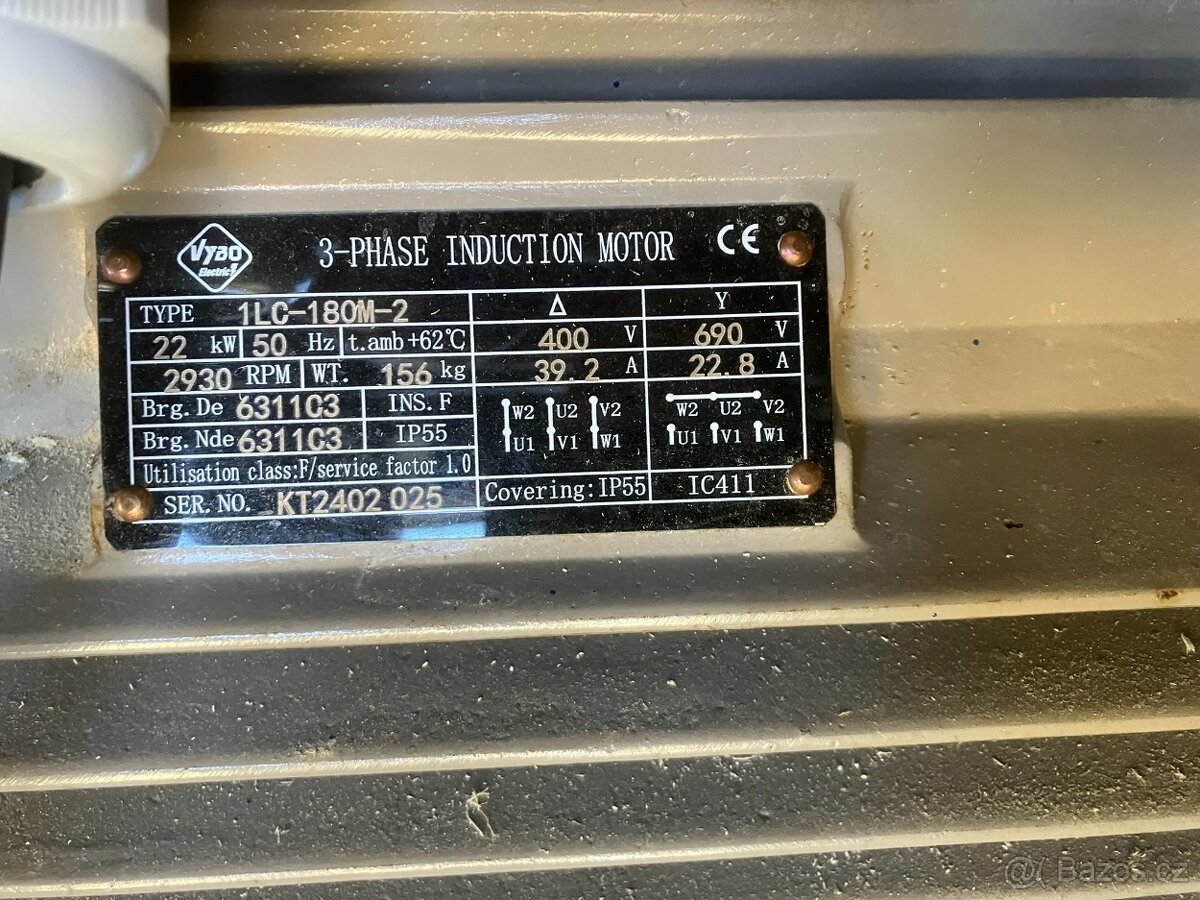 VYBO Electric 3-PHASE INDUCTION MOTOR CE
TYPE 1LC-180M-2 Δ Y
22 kW 50 Hz t.amb +62℃ 400 V 690 V
2930 RPM WT. 156 kg 39.2 A 22.8 A
Brg. De 6311C3 INS. F
Brg. Nde 6311C3 IP55
W2 U2 V2
U1 V1 W1
W2 U2 V2
U1 V1 W1
Utilisation class:F/service factor 1.0
SER. NO. KT2402 025 Covering: IP55 IC411
@ Bazos.cz